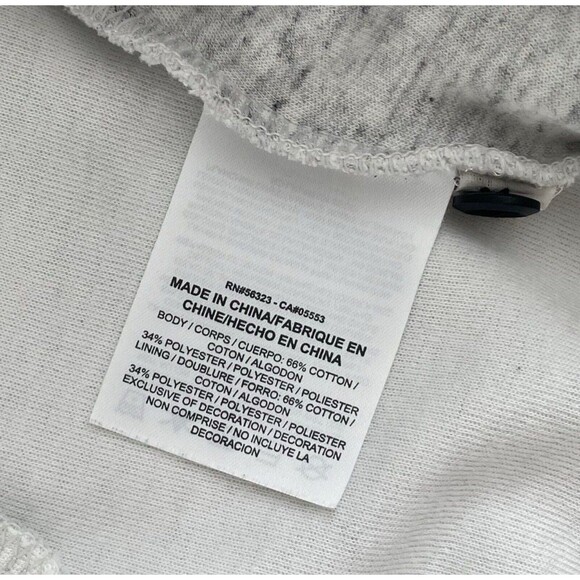 RN#56323 - CA#05553
MADE IN CHINA/FABRIQUE EN
CHINE/HECHO EN CHINA
BODY / CORPS / CUERPO: 66% COTTON /
COTON / ALGODON
34% POLYESTER / POLYESTER / POLIESTER
LINING / DOUBLURE / FORRO: 66% COTTON /
COTON / ALGODON
34% POLYESTER / POLYESTER / POLIESTER
EXCLUSIVE OF DECORATION / DECORATION
NON COMPRISE / NO INCLUYE LA
DECORACION